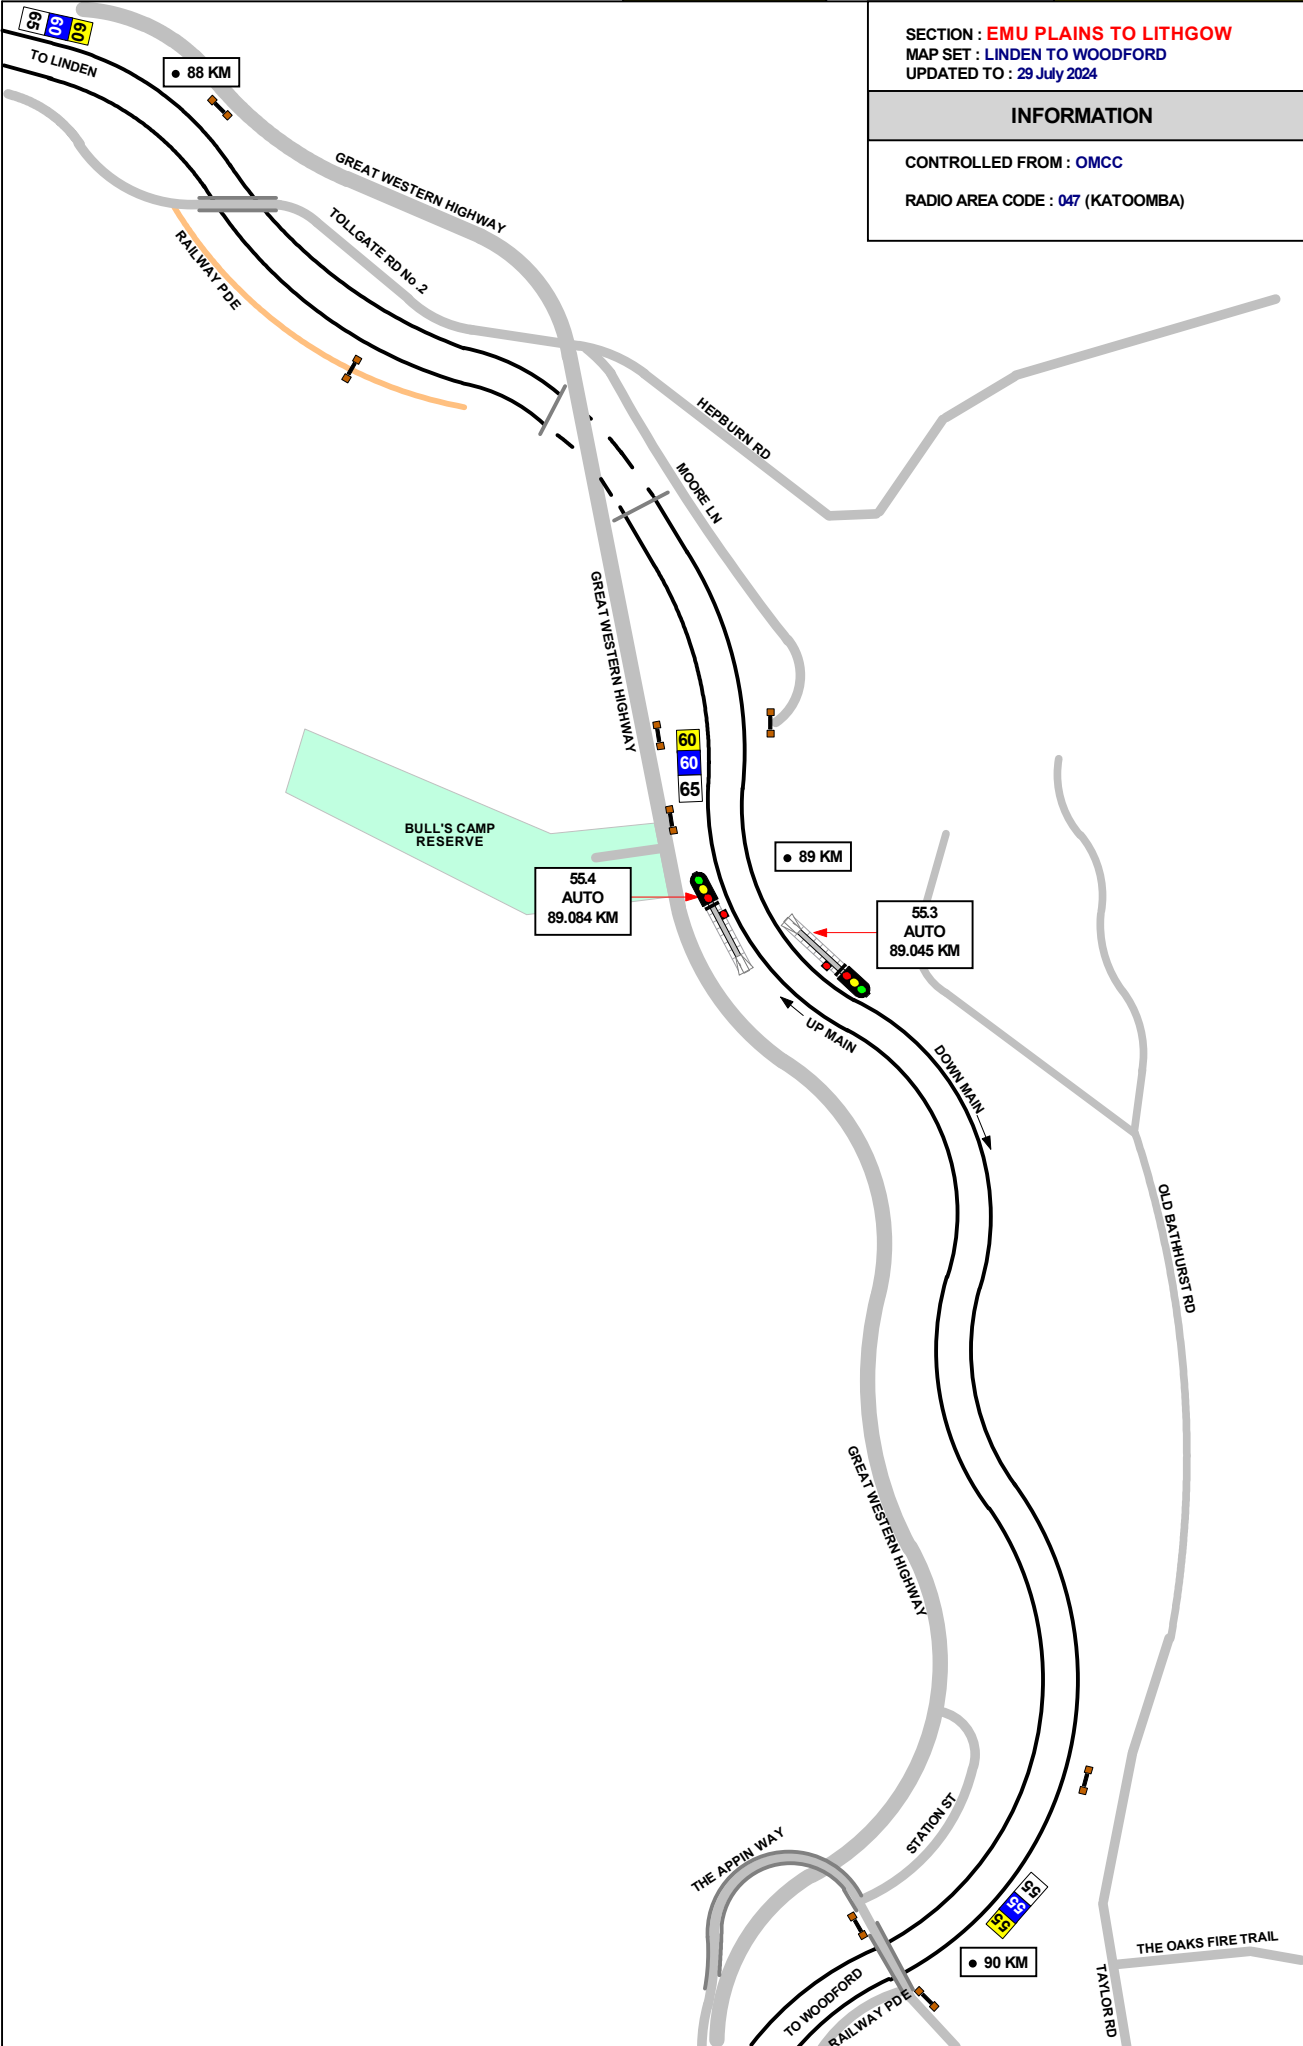 SECTION : EMU PLAINS TO LITHGOW
MAP SET : LINDEN TO WOODFORD
UPDATED TO : 29 July 2024
INFORMATION
CONTROLLED FROM : OMCC
RADIO AREA CODE : 047 (KATOOMBA)
65
60
60
TO LINDEN
● 88 KM
GREAT WESTERN HIGHWAY
TOLLGATE RD No.2
RAILWAY PDE
HEPBURN RD
MOORE LN
GREAT WESTERN HIGHWAY
60
60
65
BULL'S CAMP
RESERVE
● 89 KM
55.4
AUTO
89.084 KM
55.3
AUTO
89.045 KM
UP MAIN
DOWN MAIN
OLD BATHHURST RD
GREAT WESTERN HIGHWAY
STATION ST
THE APPIN WAY
55
55
55
THE OAKS FIRE TRAIL
● 90 KM
TO WOODFORD
RAILWAY PDE
TAYLOR RD